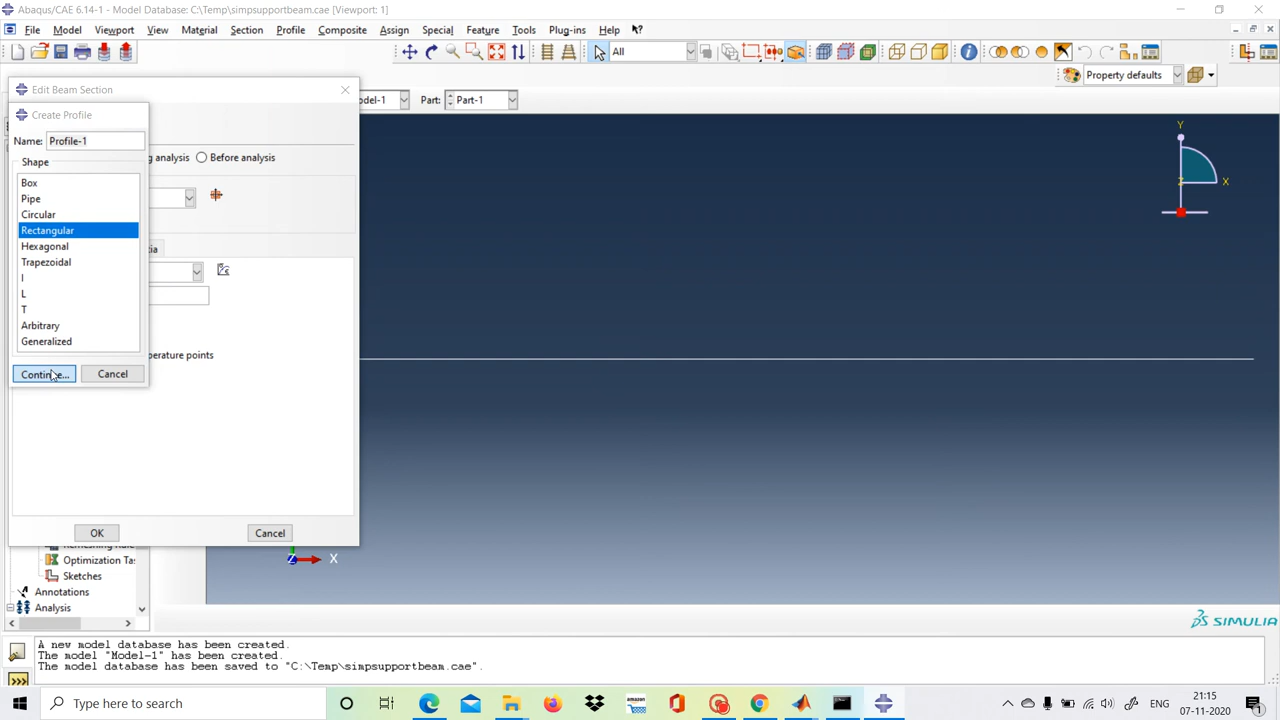 Abaqus/CAE 6.14-1 - Model Database: C:\Temp\simpsupportbeam.cae [Viewport: 1]
File Model Viewport View Material Section Profile Composite Assign Special Feature Tools Plug-ins Help
All
Property defaults
Edit Beam Section
odel-1 Part: Part-1
Create Profile
Name: Profile-1
Shape
g analysis Before analysis
Box
Pipe
Circular
Rectangular
Hexagonal
Trapezoidal
I
L
T
Arbitrary
Generalized
ia
perature points
Continue... Cancel
OK Cancel
Y
Z X
Z X
Optimization Tas
Sketches
Annotations
Analysis
SIMULIA
A new model database has been created.
The model "Model-1" has been created.
The model database has been saved to "C:\Temp\simpsupportbeam.cae".
>>>
Type here to search
amazon
ENG
21:15
07-11-2020
1